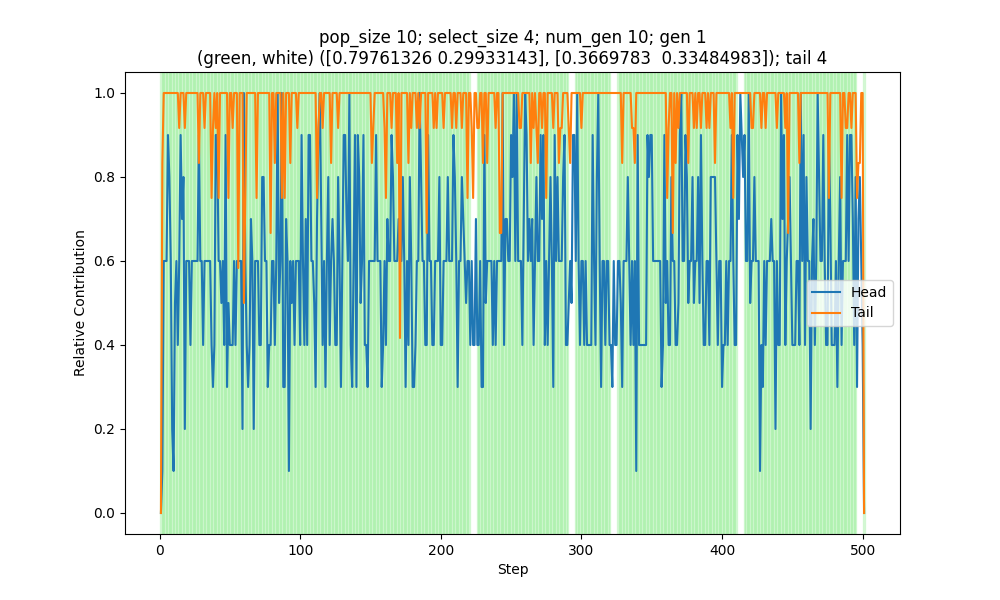 pop_size 10; select_size 4; num_gen 10; gen 1
(green, white) ([0.79761326 0.29933143], [0.3669783  0.33484983]); tail 4
1.0
0.8
0.6
0.4
0.2
0.0
Relative Contribution
Head
Tail
0
100
200
300
400
500
Step